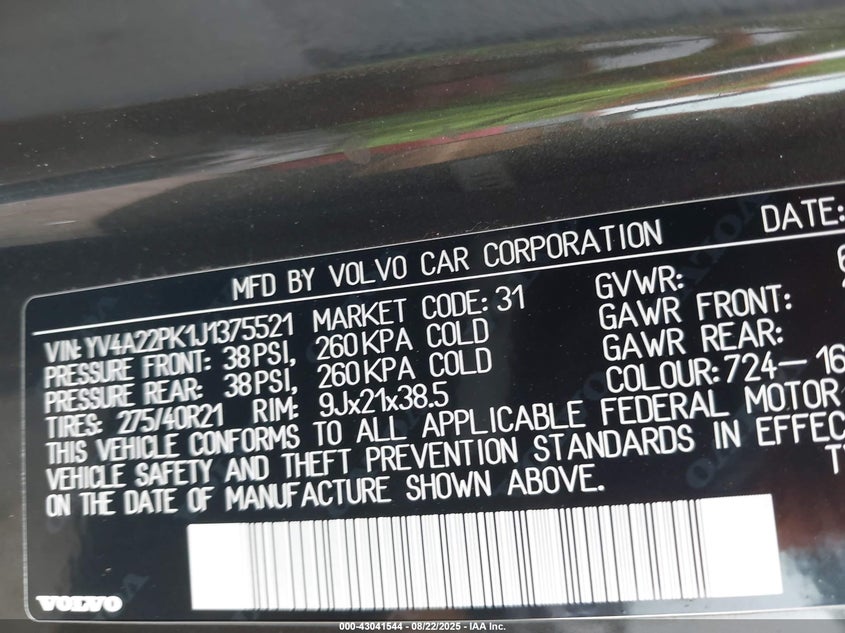 MFD BY VOLVO CAR CORPORATION DATE:
VIN: YV4A22PK1J1375521 MARKET CODE: 31 GVWR:
PRESSURE FRONT: 38 PSI, 260 KPA COLD GAWR FRONT:
PRESSURE REAR: 38 PSI, 260 KPA COLD GAWR REAR:
TIRES: 275/40R21 RIM: 9Jx21x38.5 COLOUR: 724-16
THIS VEHICLE CONFORMS TO ALL APPLICABLE FEDERAL MOTOR
VEHICLE SAFETY AND THEFT PREVENTION STANDARDS IN EFFEC
ON THE DATE OF MANUFACTURE SHOWN ABOVE.
VOLVO
000-43041544 - 08/22/2025 - IAA Inc.